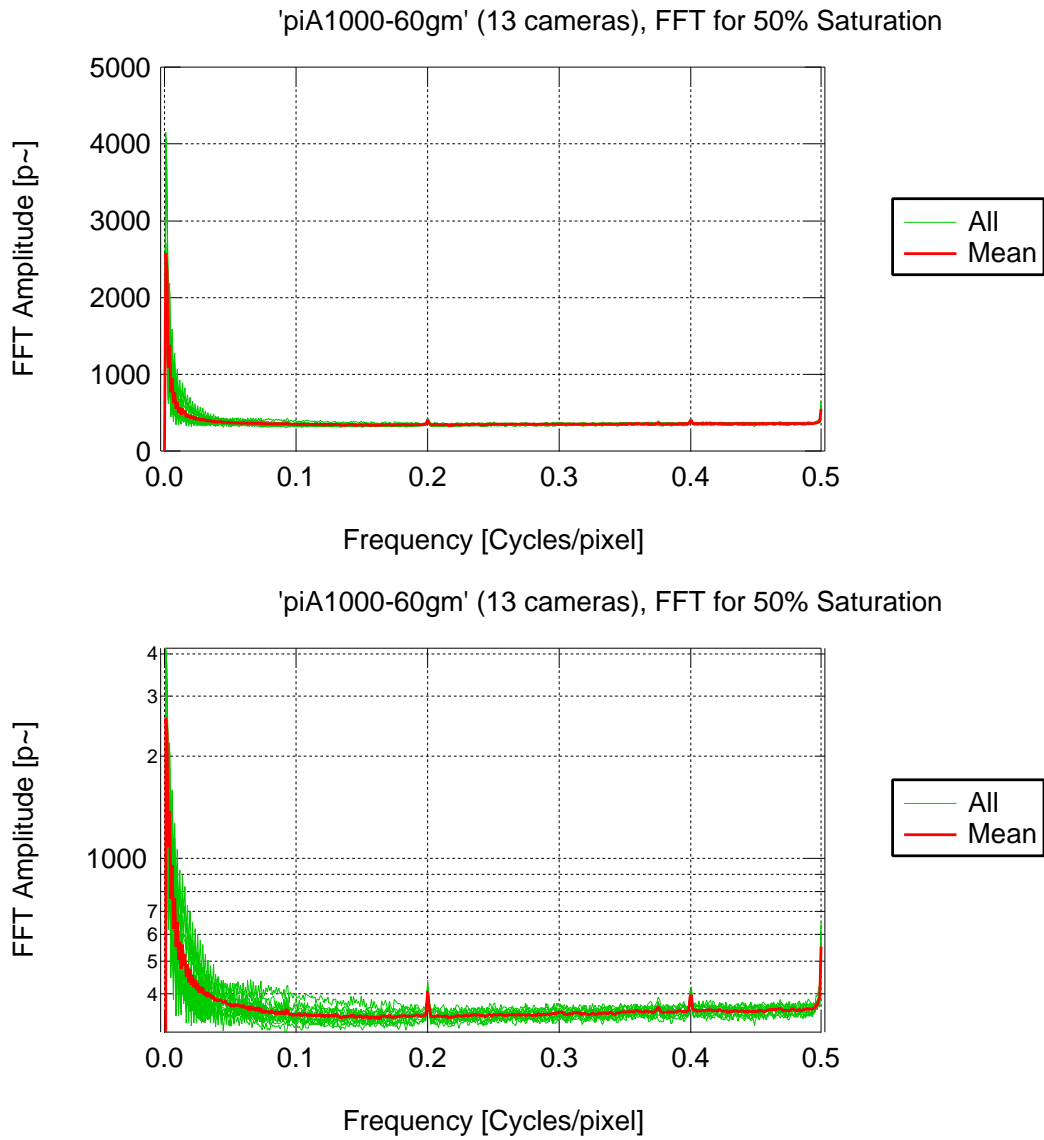 'piA1000-60gm' (13 cameras), FFT for 50% Saturation
5000
4000
3000
2000
1000
0
FFT Amplitude [p~]
0.0 0.1 0.2 0.3 0.4 0.5
Frequency [Cycles/pixel]
All
Mean
'piA1000-60gm' (13 cameras), FFT for 50% Saturation
4
3
2
1000
7
6
5
4
FFT Amplitude [p~]
0.0 0.1 0.2 0.3 0.4 0.5
Frequency [Cycles/pixel]
All
Mean